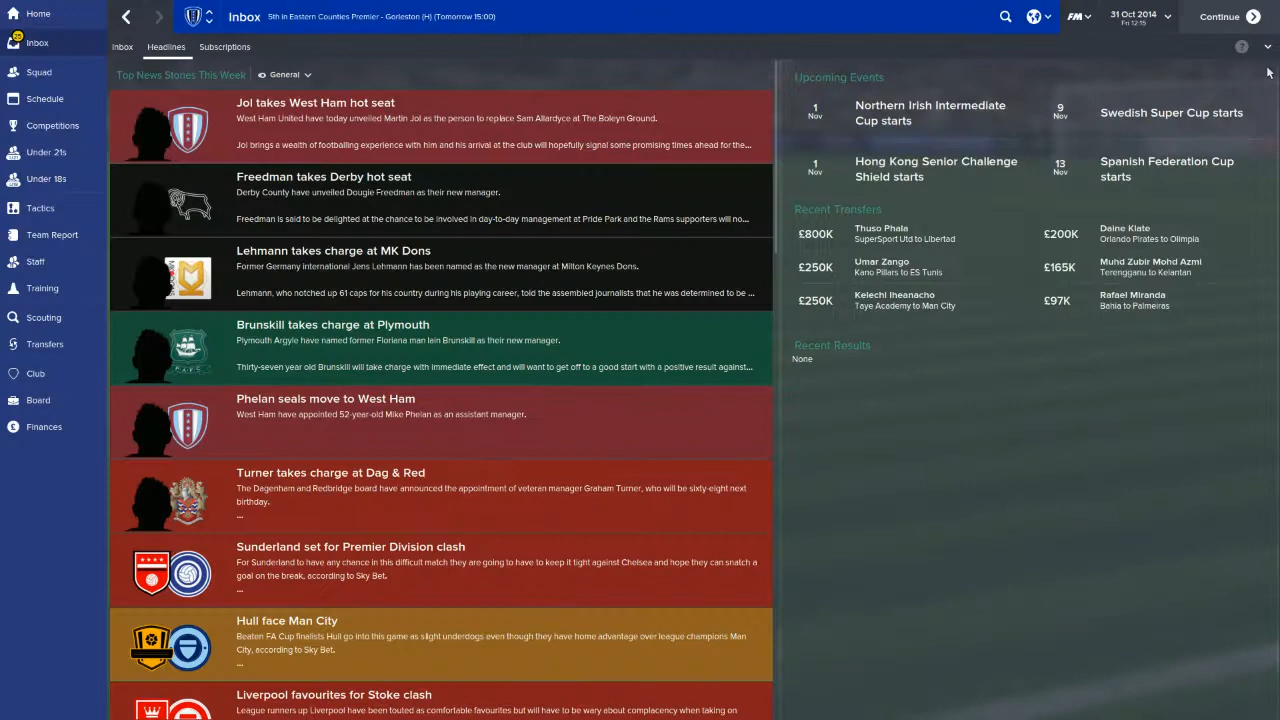 Home
25
Inbox
Squad
Schedule
Competitions
Under 21s
Under 18s
Tactics
Team Report
Staff
Training
Scouting
Transfers
Club
Board
Finances
Inbox
5th in Eastern Counties Premier - Gorleston (H) (Tomorrow 15:00)
FM
31 Oct 2014
Fri 12:15
Continue
Inbox
Headlines
Subscriptions
?
Top News Stories This Week
General
Jol takes West Ham hot seat
West Ham United have today unveiled Martin Jol as the person to replace Sam Allardyce at The Boleyn Ground.
Jol brings a wealth of footballing experience with him and his arrival at the club will hopefully signal some promising times ahead for the...
Freedman takes Derby hot seat
Derby County have unveiled Dougie Freedman as their new manager.
Freedman is said to be delighted at the chance to be involved in day-to-day management at Pride Park and the Rams supporters will no...
Lehmann takes charge at MK Dons
Former Germany international Jens Lehmann has been named as the new manager at Milton Keynes Dons.
Lehmann, who notched up 61 caps for his country during his playing career, told the assembled journalists that he was determined to be ...
Brunskill takes charge at Plymouth
Plymouth Argyle have named former Floriana man Iain Brunskill as their new manager.
Thirty-seven year old Brunskill will take charge with immediate effect and will want to get off to a good start with a positive result against...
Phelan seals move to West Ham
West Ham have appointed 52-year-old Mike Phelan as an assistant manager.
Turner takes charge at Dag & Red
The Dagenham and Redbridge board have announced the appointment of veteran manager Graham Turner, who will be sixty-eight next
birthday.
...
Sunderland set for Premier Division clash
For Sunderland to have any chance in this difficult match they are going to have to keep it tight against Chelsea and hope they can snatch a
goal on the break, according to Sky Bet.
...
Hull face Man City
Beaten FA Cup finalists Hull go into this game as slight underdogs even though they have home advantage over league champions Man
City, according to Sky Bet.
...
Liverpool favourites for Stoke clash
League runners up Liverpool have been touted as comfortable favourites but will have to be wary about complacency when taking on
Upcoming Events
1
Nov
Northern Irish Intermediate
Cup starts
9
Nov
Swedish Super Cup starts
1
Nov
Hong Kong Senior Challenge
Shield starts
13
Nov
Spanish Federation Cup
starts
Recent Transfers
£800K
Thuso Phala
SuperSport Utd to Libertad
£200K
Daine Klate
Orlando Pirates to Olimpia
£250K
Umar Zango
Kano Pillars to ES Tunis
£165K
Muhd Zubir Mohd Azmi
Terengganu to Kelantan
£250K
Kelechi Iheanacho
Taye Academy to Man City
£97K
Rafael Miranda
Bahia to Palmeiras
Recent Results
None